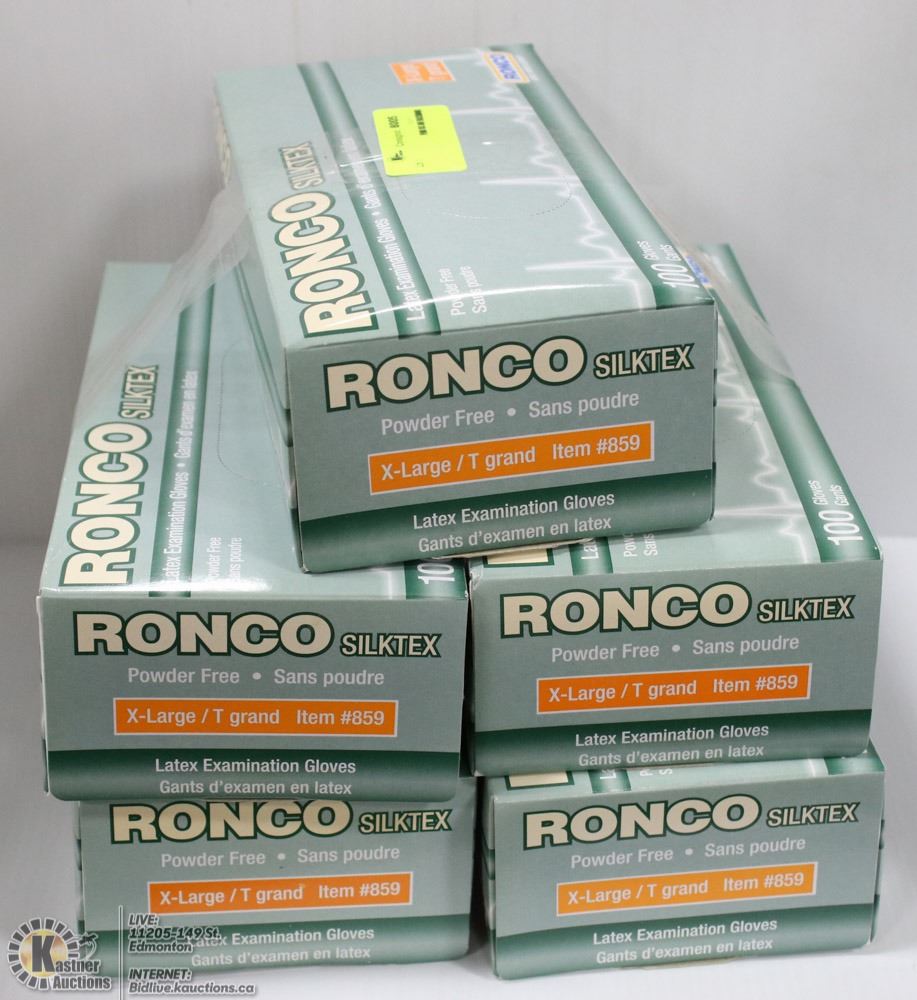 X-Large
T grand
RONCO
8005
RONCO SILKTEX
Latex Examination Gloves • Gants d'examen en latex
Powder Free
Sans poudre
100 Gloves
Gants
RONCO SILKTEX
Powder Free • Sans poudre
X-Large / T grand Item #859
Latex Examination Gloves
Gants d'examen en latex
RONCO SILKTEX
Latex Examination Gloves • Gants d'examen en latex
Powder Free
Sans poudre
RONCO SILKTEX
Powder Free • Sans poudre
X-Large / T grand Item #859
Latex Examination Gloves
Gants d'examen en latex
100 Gloves
Gants
RONCO SILKTEX
Powder Free • Sans poudre
X-Large / T grand Item #859
Latex Examination Gloves
Gants d'examen en latex
RONCO SILKTEX
Powder Free • Sans poudre
X-Large / T grand Item #859
Latex Examination Gloves
RONCO SILKTEX
Powder Free • Sans poudre
X-Large / T grand Item #859
Latex Examination Gloves
Gants d'examen en latex
Kastner
Auctions
LIVE:
11205-149 St.
Edmonton
INTERNET:
Bidlive.kauctions.ca